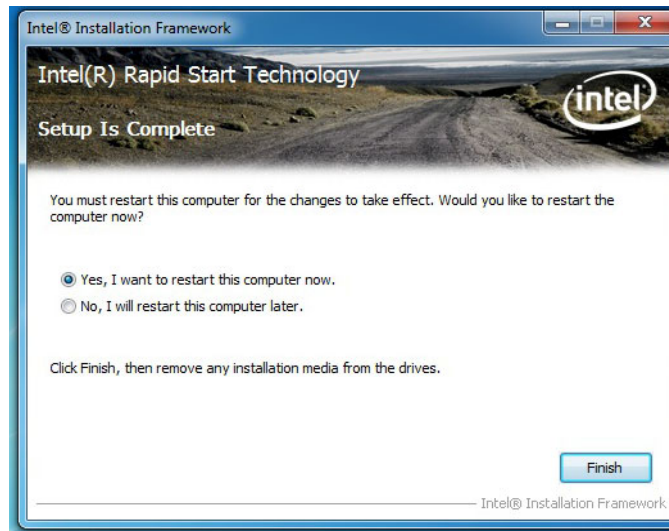 Intel® Installation Framework
Intel(R) Rapid Start Technology
intel
Setup Is Complete
You must restart this computer for the changes to take effect. Would you like to restart the
computer now?
Yes, I want to restart this computer now.
No, I will restart this computer later.
Click Finish, then remove any installation media from the drives.
Finish
Intel® Installation Framework